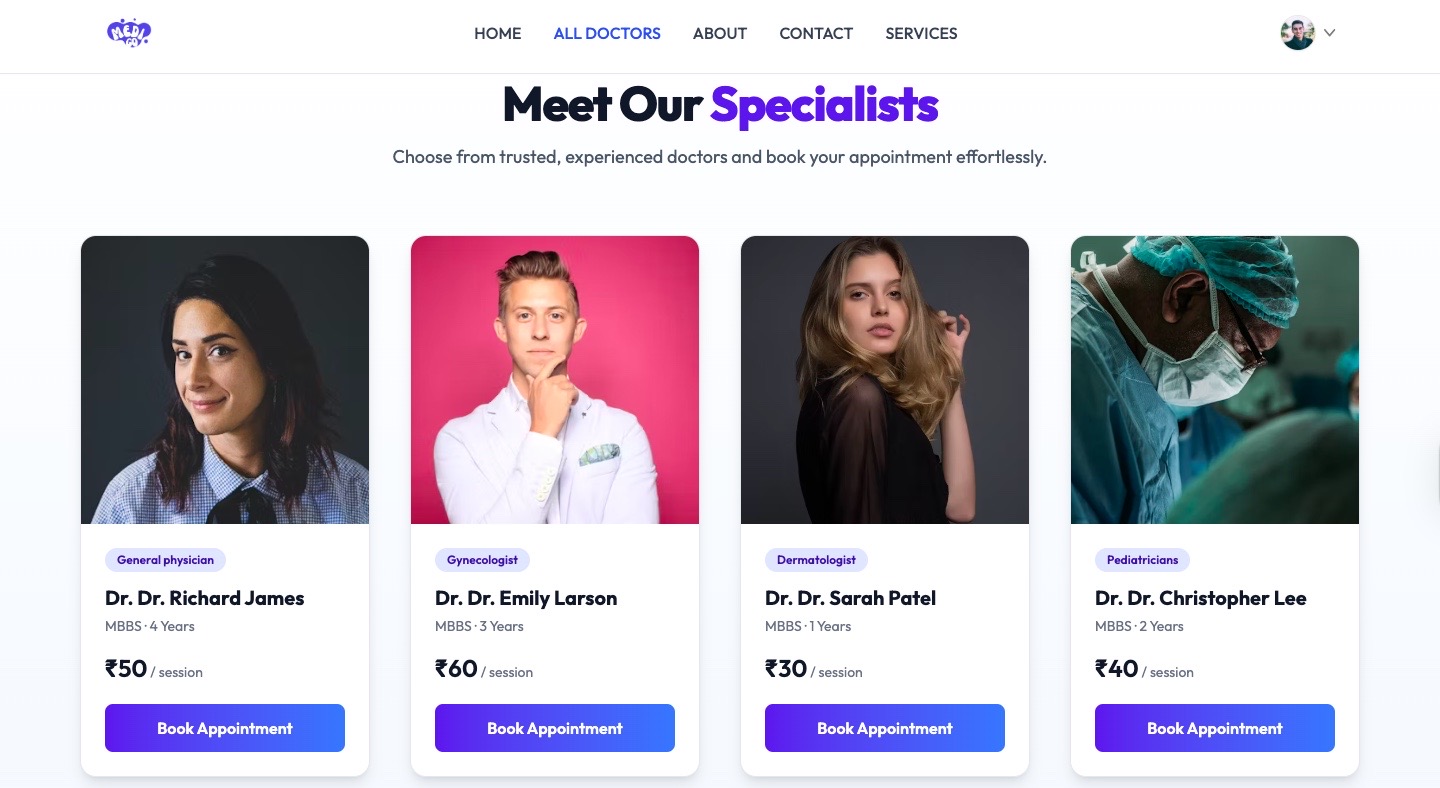 MEDI
GO
HOME
ALL DOCTORS
ABOUT
CONTACT
SERVICES
Meet Our Specialists
Choose from trusted, experienced doctors and book your appointment effortlessly.
General physician
Dr. Dr. Richard James
MBBS · 4 Years
₹50 / session
Book Appointment
Gynecologist
Dr. Dr. Emily Larson
MBBS · 3 Years
₹60 / session
Book Appointment
Dermatologist
Dr. Dr. Sarah Patel
MBBS · 1 Years
₹30 / session
Book Appointment
Pediatricians
Dr. Dr. Christopher Lee
MBBS · 2 Years
₹40 / session
Book Appointment